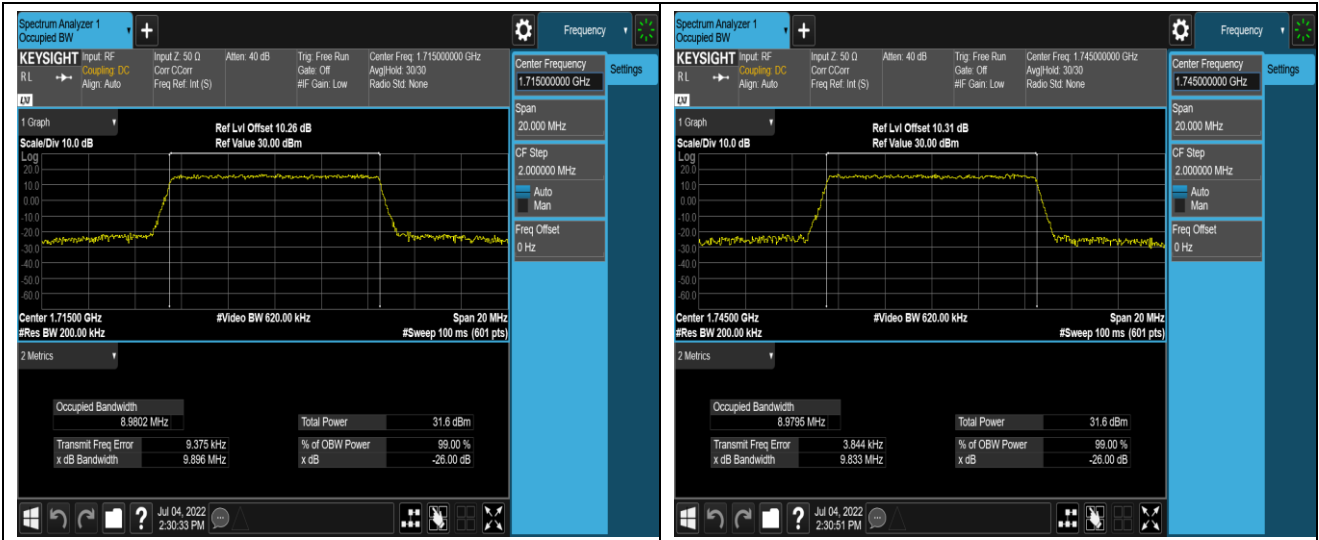 Spectrum Analyzer 1
Occupied BW
Frequency
KEYSIGHT Input: RF Input Z: 50 Ω Atten: 40 dB Trig: Free Run Center Freq: 1.715000000 GHz
R L Coupling: DC Corr CCorr Gate: Off Avg|Hold: 30/30
Align: Auto Freq Ref: Int (S) #IF Gain: Low Radio Std: None
LXI
Center Frequency
1.715000000 GHz
Settings
Span
20.000 MHz
CF Step
2.000000 MHz
Auto
Man
Freq Offset
0 Hz
1 Graph
Ref Lvl Offset 10.26 dB
Scale/Div 10.0 dB Ref Value 30.00 dBm
Log
20.0
10.0
0.00
-10.0
-20.0
-30.0
-40.0
-50.0
-60.0
Center 1.71500 GHz #Video BW 620.00 kHz Span 20 MHz
#Res BW 200.00 kHz #Sweep 100 ms (601 pts)
2 Metrics
Occupied Bandwidth
8.9802 MHz Total Power 31.6 dBm
Transmit Freq Error 9.375 kHz % of OBW Power 99.00 %
x dB Bandwidth 9.896 MHz x dB -26.00 dB
?
Jul 04, 2022
2:30:33 PM
Spectrum Analyzer 1
Occupied BW
Frequency
KEYSIGHT Input: RF Input Z: 50 Ω Atten: 40 dB Trig: Free Run Center Freq: 1.745000000 GHz
R L Coupling: DC Corr CCorr Gate: Off Avg|Hold: 30/30
Align: Auto Freq Ref: Int (S) #IF Gain: Low Radio Std: None
LXI
Center Frequency
1.745000000 GHz
Settings
Span
20.000 MHz
CF Step
2.000000 MHz
Auto
Man
Freq Offset
0 Hz
1 Graph
Ref Lvl Offset 10.31 dB
Scale/Div 10.0 dB Ref Value 30.00 dBm
Log
20.0
10.0
0.00
-10.0
-20.0
-30.0
-40.0
-50.0
-60.0
Center 1.74500 GHz #Video BW 620.00 kHz Span 20 MHz
#Res BW 200.00 kHz #Sweep 100 ms (601 pts)
2 Metrics
Occupied Bandwidth
8.9795 MHz Total Power 31.6 dBm
Transmit Freq Error 3.844 kHz % of OBW Power 99.00 %
x dB Bandwidth 9.833 MHz x dB -26.00 dB
?
Jul 04, 2022
2:30:51 PM